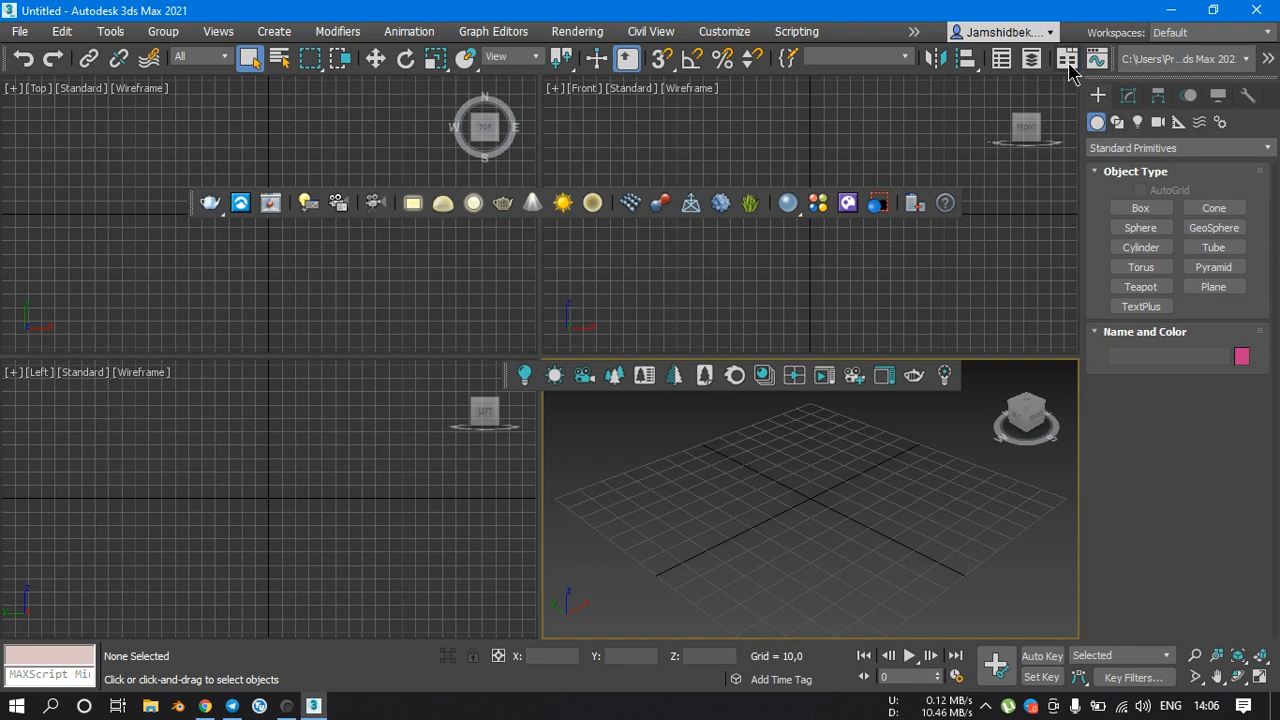 Untitled - Autodesk 3ds Max 2021
File Edit Tools Group Views Create Modifiers Animation Graph Editors Rendering Civil View Customize Scripting Jamshidbek.... Workspaces: Default
All View C:\Users\Pr...ds Max 202
[+] [Top] [Standard] [Wireframe]
[+] [Front] [Standard] [Wireframe]
N
W TOP E
S
FRONT
Standard Primitives
Object Type
AutoGrid
Box Cone
Sphere GeoSphere
Cylinder Tube
Torus Pyramid
Teapot Plane
TextPlus
Name and Color
[+] [Left] [Standard] [Wireframe]
LEFT
None Selected X: Y: Z: Grid = 10,0 Auto Key Selected
MAXScript Mi
Click or click-and-drag to select objects Add Time Tag 0 Set Key Key Filters...
U: 0.12 MB/s
D: 10.46 MB/s
ENG 14:06